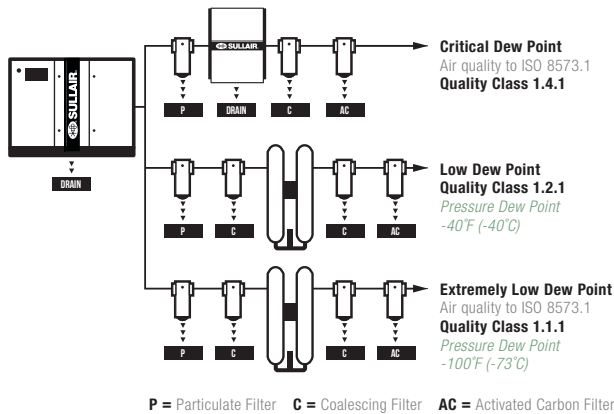 SULLAIR
DRAIN
SULLAIR
P
DRAIN
C
AC
Critical Dew Point
Air quality to ISO 8573.1
Quality Class 1.4.1
P
C
C
AC
Low Dew Point
Quality Class 1.2.1
Pressure Dew Point
-40˚F (-40˚C)
P
C
C
AC
Extremely Low Dew Point
Air quality to ISO 8573.1
Quality Class 1.1.1
Pressure Dew Point
-100˚F (-73˚C)
P = Particulate Filter C = Coalescing Filter AC = Activated Carbon Filter